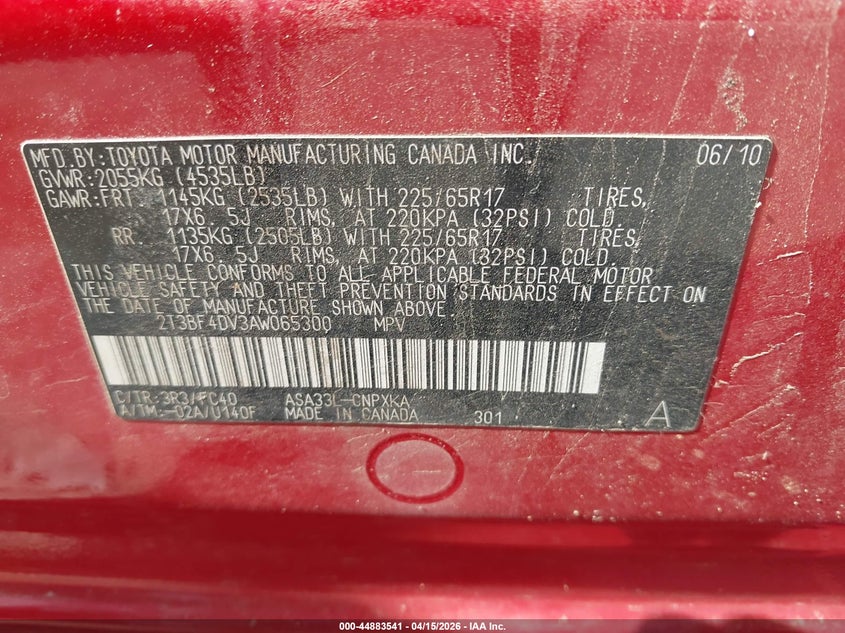 MFD.BY:TOYOTA MOTOR MANUFACTURING CANADA INC. 06/10
GVWR:2055KG (4535LB)
GAWR:FRT. 1145KG (2535LB) WITH 225/65R17 TIRES,
17X6. 5J RIMS, AT 220KPA (32PSI) COLD.
RR. 1135KG (2505LB) WITH 225/65R17 TIRES,
17X6. 5J RIMS, AT 220KPA (32PSI) COLD.
THIS VEHICLE CONFORMS TO ALL APPLICABLE FEDERAL MOTOR
VEHICLE SAFETY AND THEFT PREVENTION STANDARDS IN EFFECT ON
THE DATE OF MANUFACTURE SHOWN ABOVE.
2T3BF4DV3AW065300 MPV
C/TR:3R3/FC40 ASA33L-CNPXKA
A/TM:-02A/U140F MADE IN CANADA 301 A
000-44883541 - 04/15/2026 - IAA Inc.